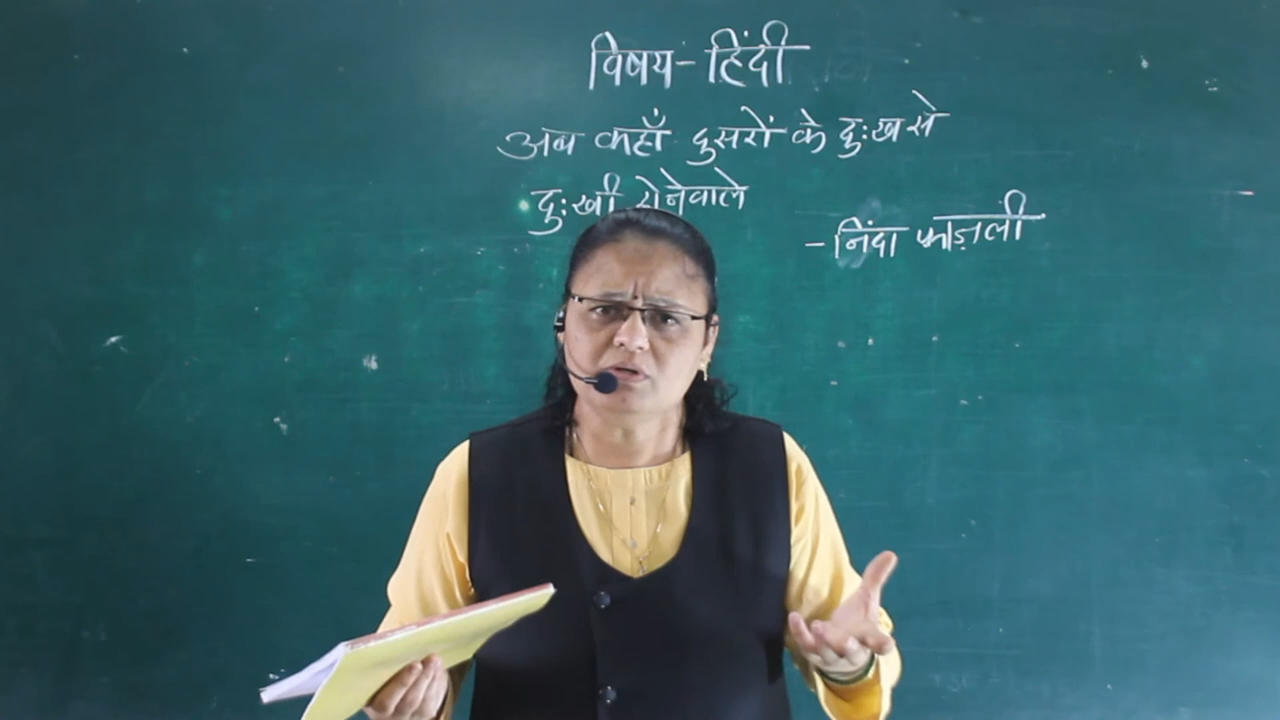 विषय - हिंदी
अब कहाँ दुसरों के दुःख से
दुःखी होनेवाले
- निंदा फाज़ली